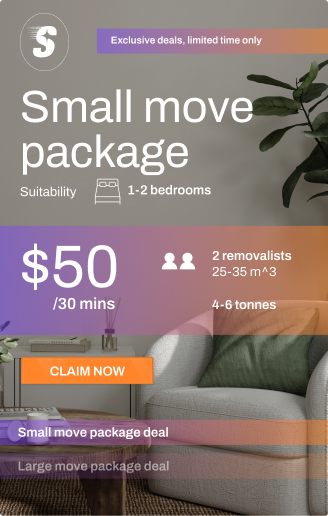 S
Exclusive deals, limited time only
Small move
package
Suitability
1-2 bedrooms
$50
/30 mins
2 removalists
25-35 m^3
4-6 tonnes
CLAIM NOW
Small move package deal
Large move package deal